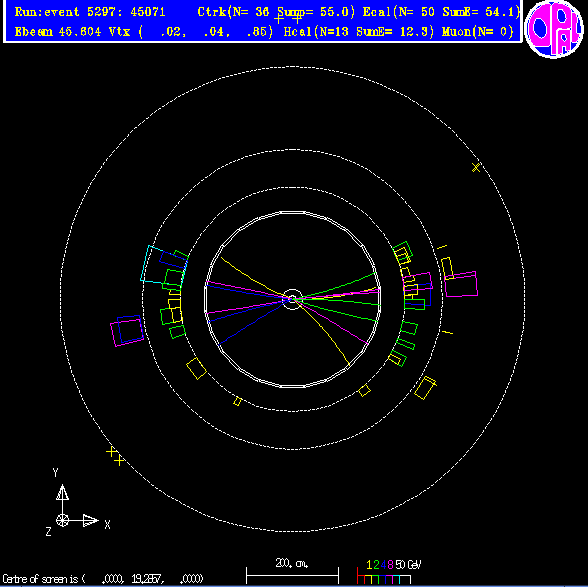 Run:event 5297: 45071 Ctrk(N= 36 Sump= 55.0) Ecal(N= 50 SumE= 54.1)
Ebeam 45.604 Vtx ( .02, .04, .85) Hcal(N=13 SumE= 12.3) Muon(N= 0)
OPAL
Y
X
Z
200. cm.
1 2 4 8 50 GeV
Centre of screen is ( .0000, 19.2857, .0000)